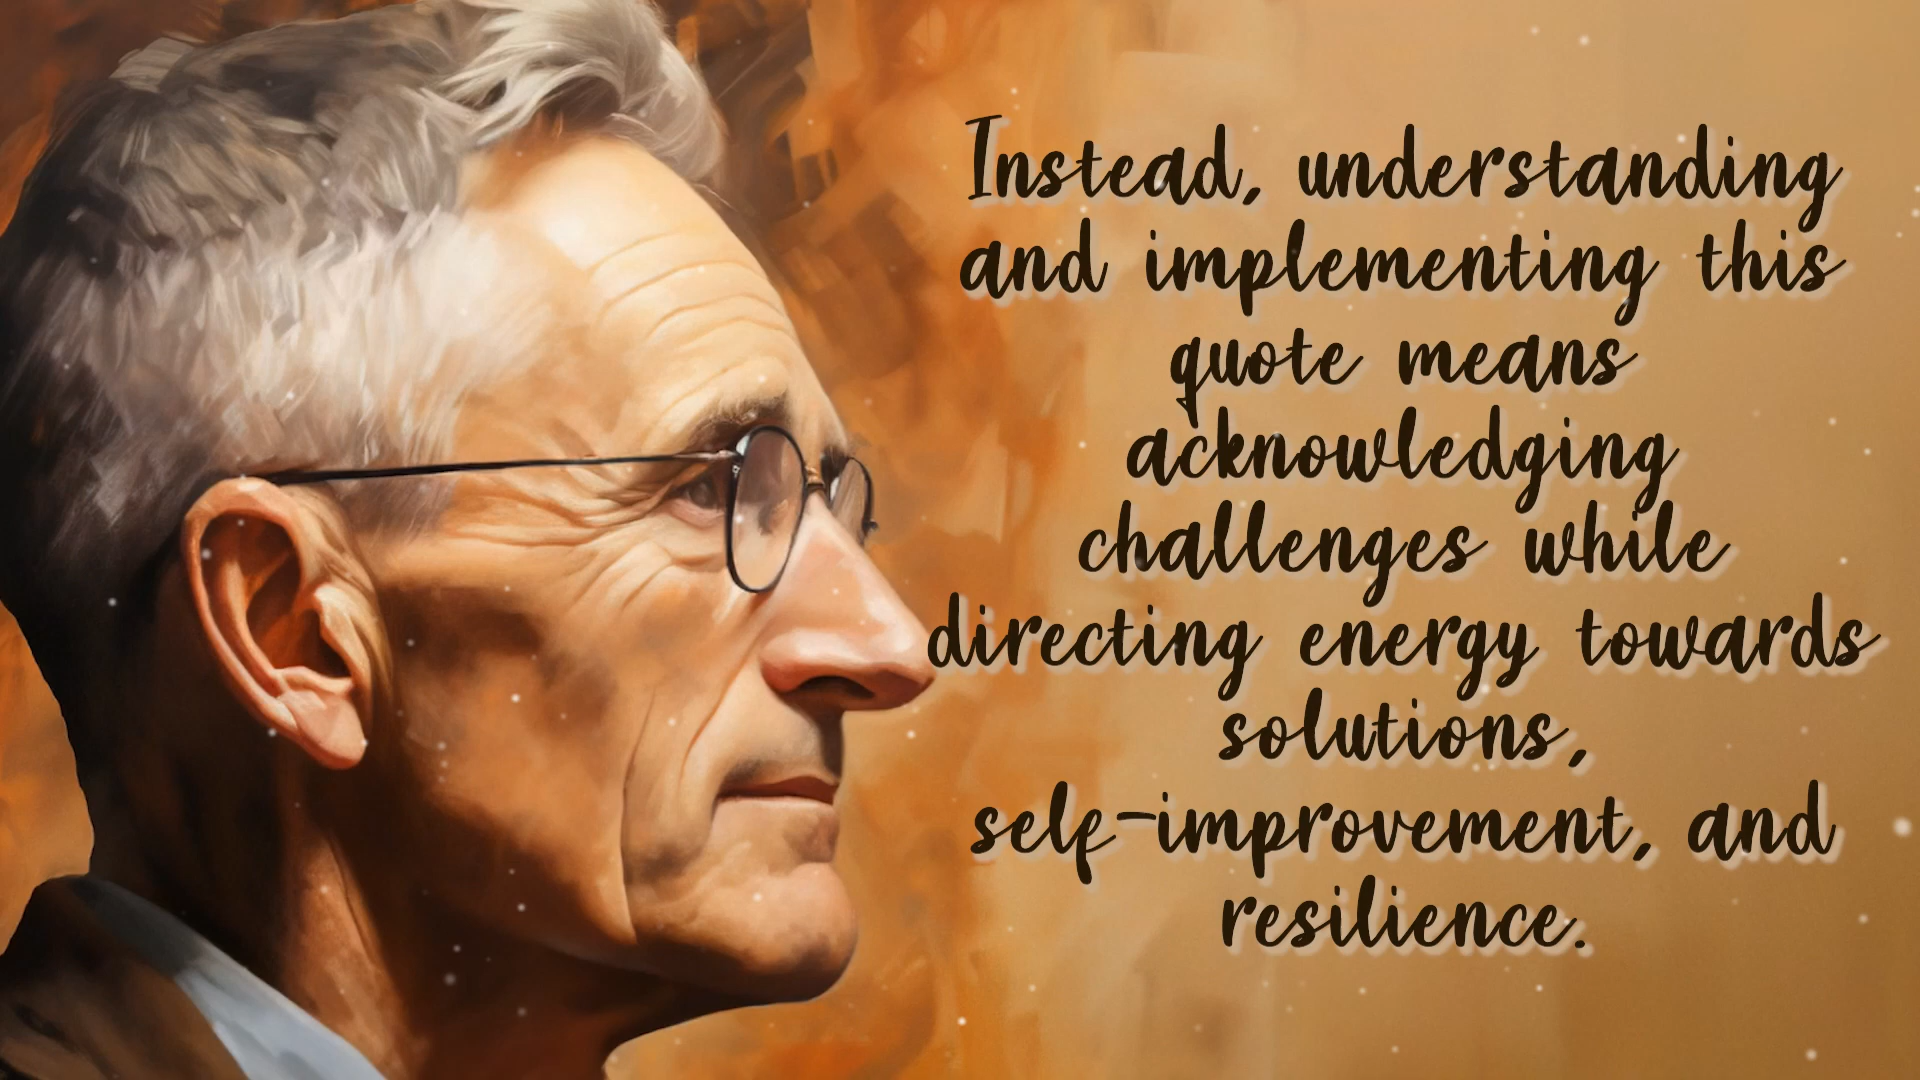 Instead, understanding
and implementing this
quote means
acknowledging
challenges while
directing energy towards
solutions,
self-improvement, and
resilience.